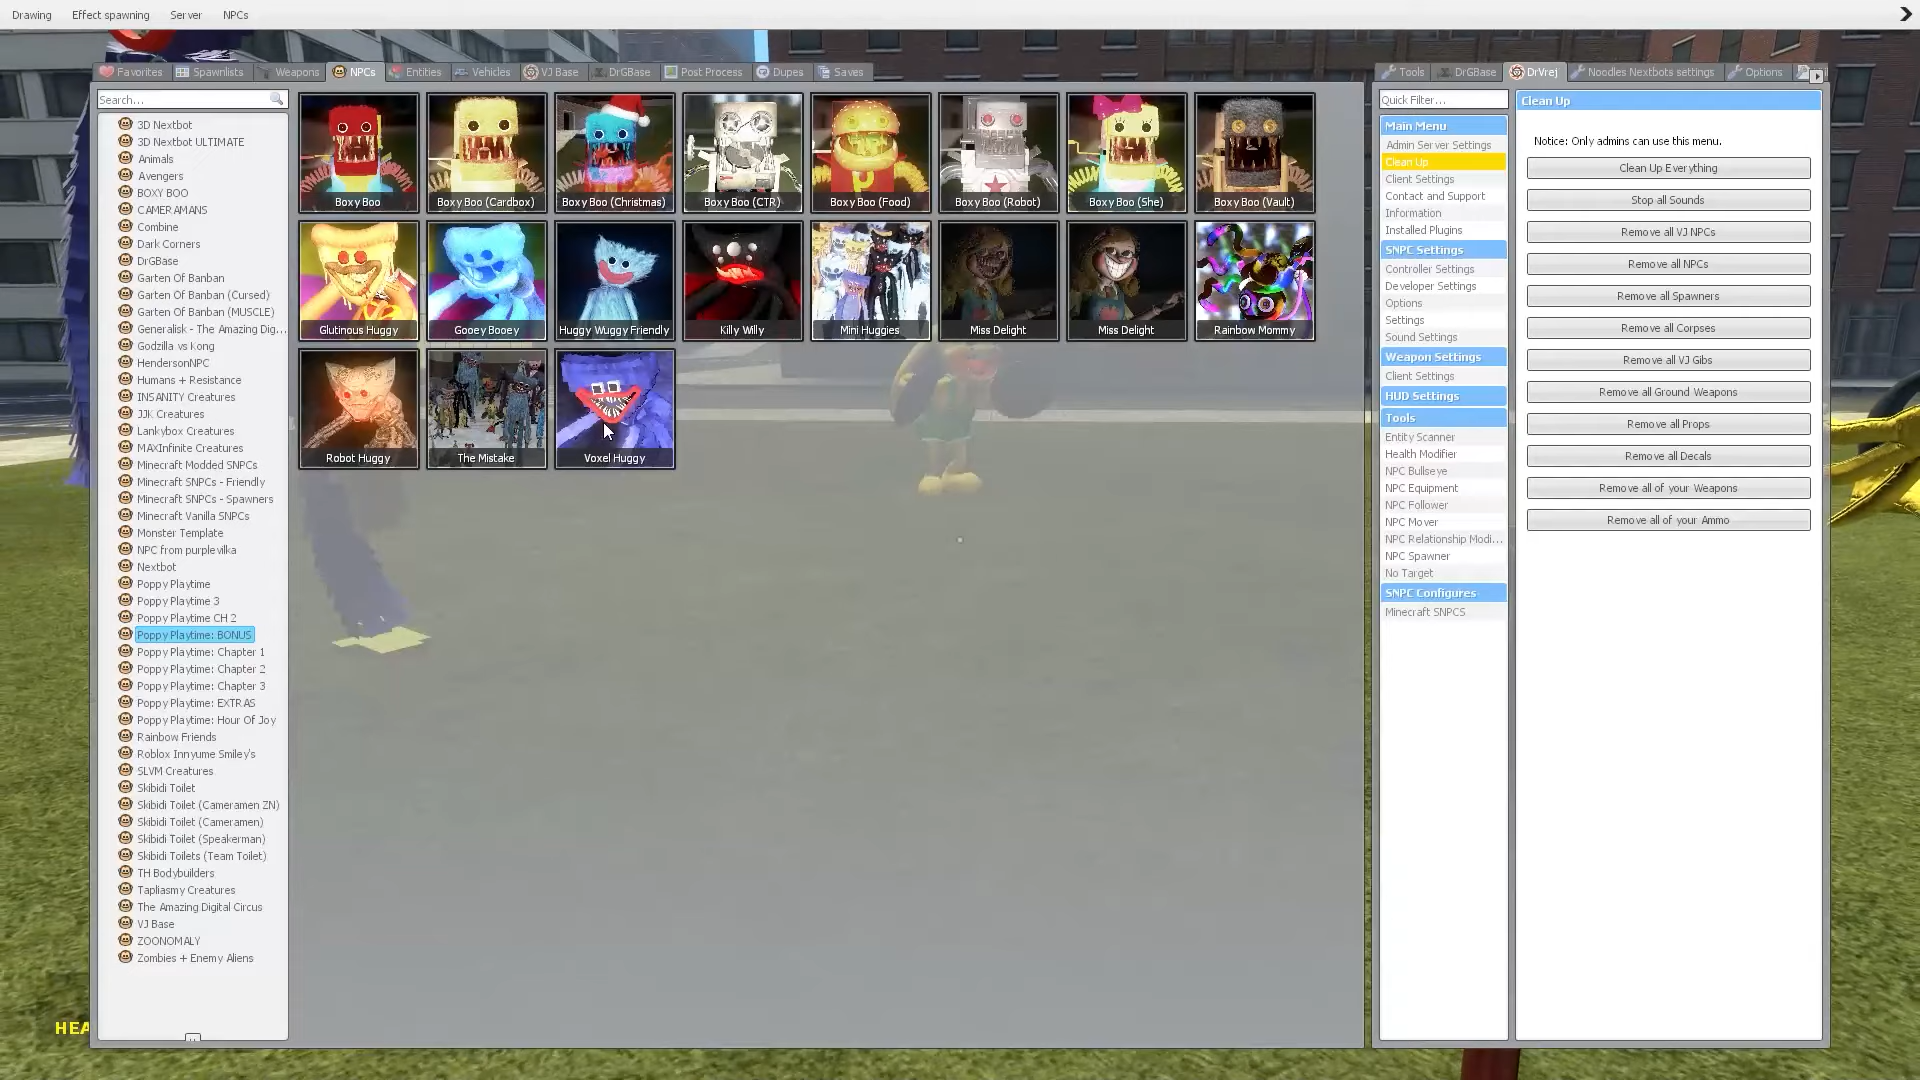 Drawing Effect spawning Server NPCs
Favorites Spawnlists Weapons NPCs Entities Vehicles VJ Base DrGBase Post Process Dupes Saves
Search...
3D Nextbot
3D Nextbot ULTIMATE
Animals
Avengers
BOXY BOO
CAMERAMANS
Combine
Dark Corners
DrGBase
Garten Of Banban
Garten Of Banban (Cursed)
Garten Of Banban (MUSCLE)
Generalisk - The Amazing Dig...
Godzilla vs Kong
HendersonNPC
Humans + Resistance
INSANITY Creatures
JJK Creatures
Lankybox Creatures
MAXInfinite Creatures
Minecraft Modded SNPCs
Minecraft SNPCs - Friendly
Minecraft SNPCs - Spawners
Minecraft Vanilla SNPCs
Monster Template
NPC from purplevilka
Nextbot
Poppy Playtime
Poppy Playtime 3
Poppy Playtime CH 2
Poppy Playtime: BONUS
Poppy Playtime: Chapter 1
Poppy Playtime: Chapter 2
Poppy Playtime: Chapter 3
Poppy Playtime: EXTRAS
Poppy Playtime: Hour Of Joy
Rainbow Friends
Roblox Innyume Smiley's
SLVM Creatures
Skibidi Toilet
Skibidi Toilet (Cameramen ZN)
Skibidi Toilet (Cameramen)
Skibidi Toilet (Speakerman)
Skibidi Toilets (Team Toilet)
TH Bodybuilders
Tapliasmy Creatures
The Amazing Digital Circus
VJ Base
ZOONOMALY
Zombies + Enemy Aliens
Boxy Boo Boxy Boo (Cardbox) Boxy Boo (Christmas) Boxy Boo (CTR) Boxy Boo (Food) Boxy Boo (Robot) Boxy Boo (She) Boxy Boo (Vault)
Glutinous Huggy Gooey Booey Huggy Wuggy Friendly Killy Willy Mini Huggies Miss Delight Miss Delight Rainbow Mommy
Robot Huggy The Mistake Voxel Huggy
HEA
Tools DrGBase DrVrej Noodles Nextbots settings Options
Quick Filter...
Main Menu
Admin Server Settings
Clean Up
Client Settings
Contact and Support
Information
Installed Plugins
SNPC Settings
Controller Settings
Developer Settings
Options
Settings
Sound Settings
Weapon Settings
Client Settings
HUD Settings
Tools
Entity Scanner
Health Modifier
NPC Bullseye
NPC Equipment
NPC Follower
NPC Mover
NPC Relationship Modi...
NPC Spawner
No Target
SNPC Configures
Minecraft SNPCS
Clean Up
Notice: Only admins can use this menu.
Clean Up Everything
Stop all Sounds
Remove all VJ NPCs
Remove all NPCs
Remove all Spawners
Remove all Corpses
Remove all VJ Gibs
Remove all Ground Weapons
Remove all Props
Remove all Decals
Remove all of your Weapons
Remove all of your Ammo